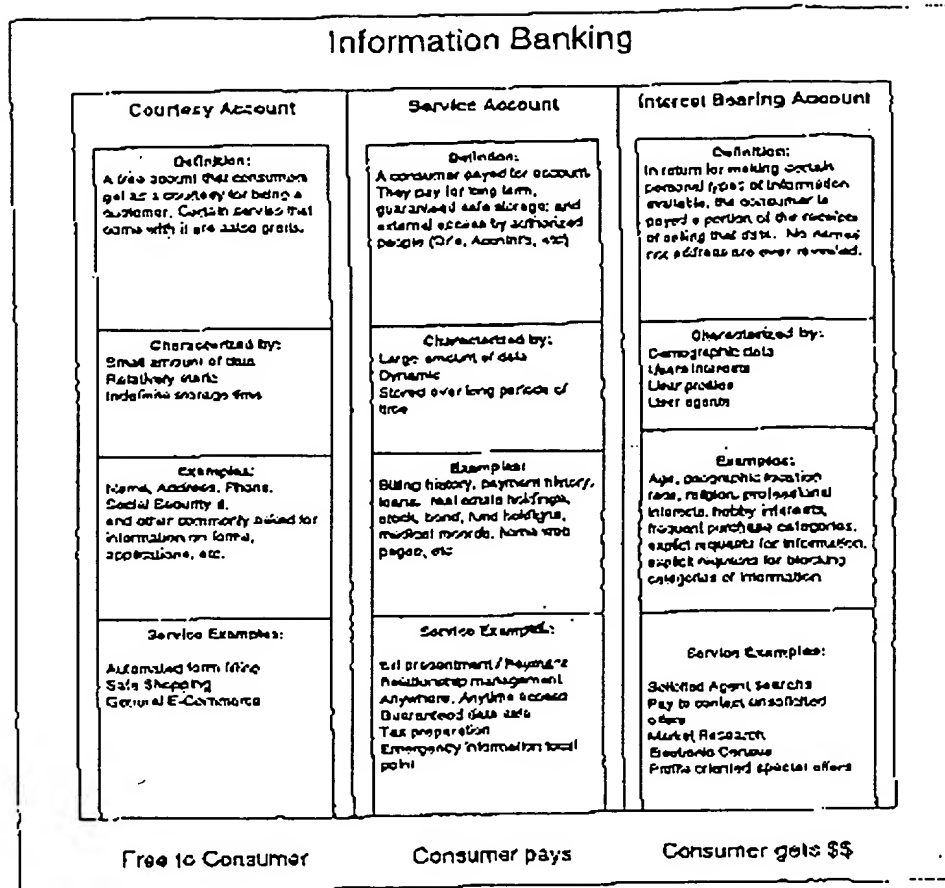 Information Banking
Courtesy Account
Definition:
A free acount that consumers
get as a courtesy for being a
customer. Certain service that
come with it are also gratis.
Characterized by:
Small amount of data
Relatively static
Indefinite storage time
Examples:
Name, Address, Phone,
Social Security #,
and other commonly asked for
information on forms,
applications, etc.
Service Examples:
Automated form filling
Safe Shopping
General E-Commerce
Free to Consumer
Service Account
Definition:
A consumer payed for account.
They pay for long term,
guaranteed safe storage; and
external access by authorized
people (Dr's, Acontnt's, etc)
Characterized by:
Large amount of data
Dynamic
Stored over long periods of
time
Examples:
Billing history, payment history,
loans, real estate holdings,
stock, bond, fund holdigns,
medical records, home web
pages, etc
Service Examples:
Bill presentment / Payment
Relationship management
Anywhere, Anytime access
Guaranteed data safe
Tax preparation
Emergency information focal
point
Consumer pays
Interest Bearing Account
Definition:
In return for making certain
personal types of information
available, the consumer is
payed a portion of the receipts
of selling that data. No names
nor address are ever revealed.
Characterized by:
Demographic data
Users interests
User profiles
User agents
Examples:
Age, geographic location
race, religion, professional
interests, hobby interests,
frequent purchase categories,
explict requests for information,
explicit requests for blocking
categories of information
Service Examples:
Solicited Agent Searchs
Pay to contact unsolicited
offers
Market Research
Electronic Census
Profile oriented special offers
Consumer gets $$